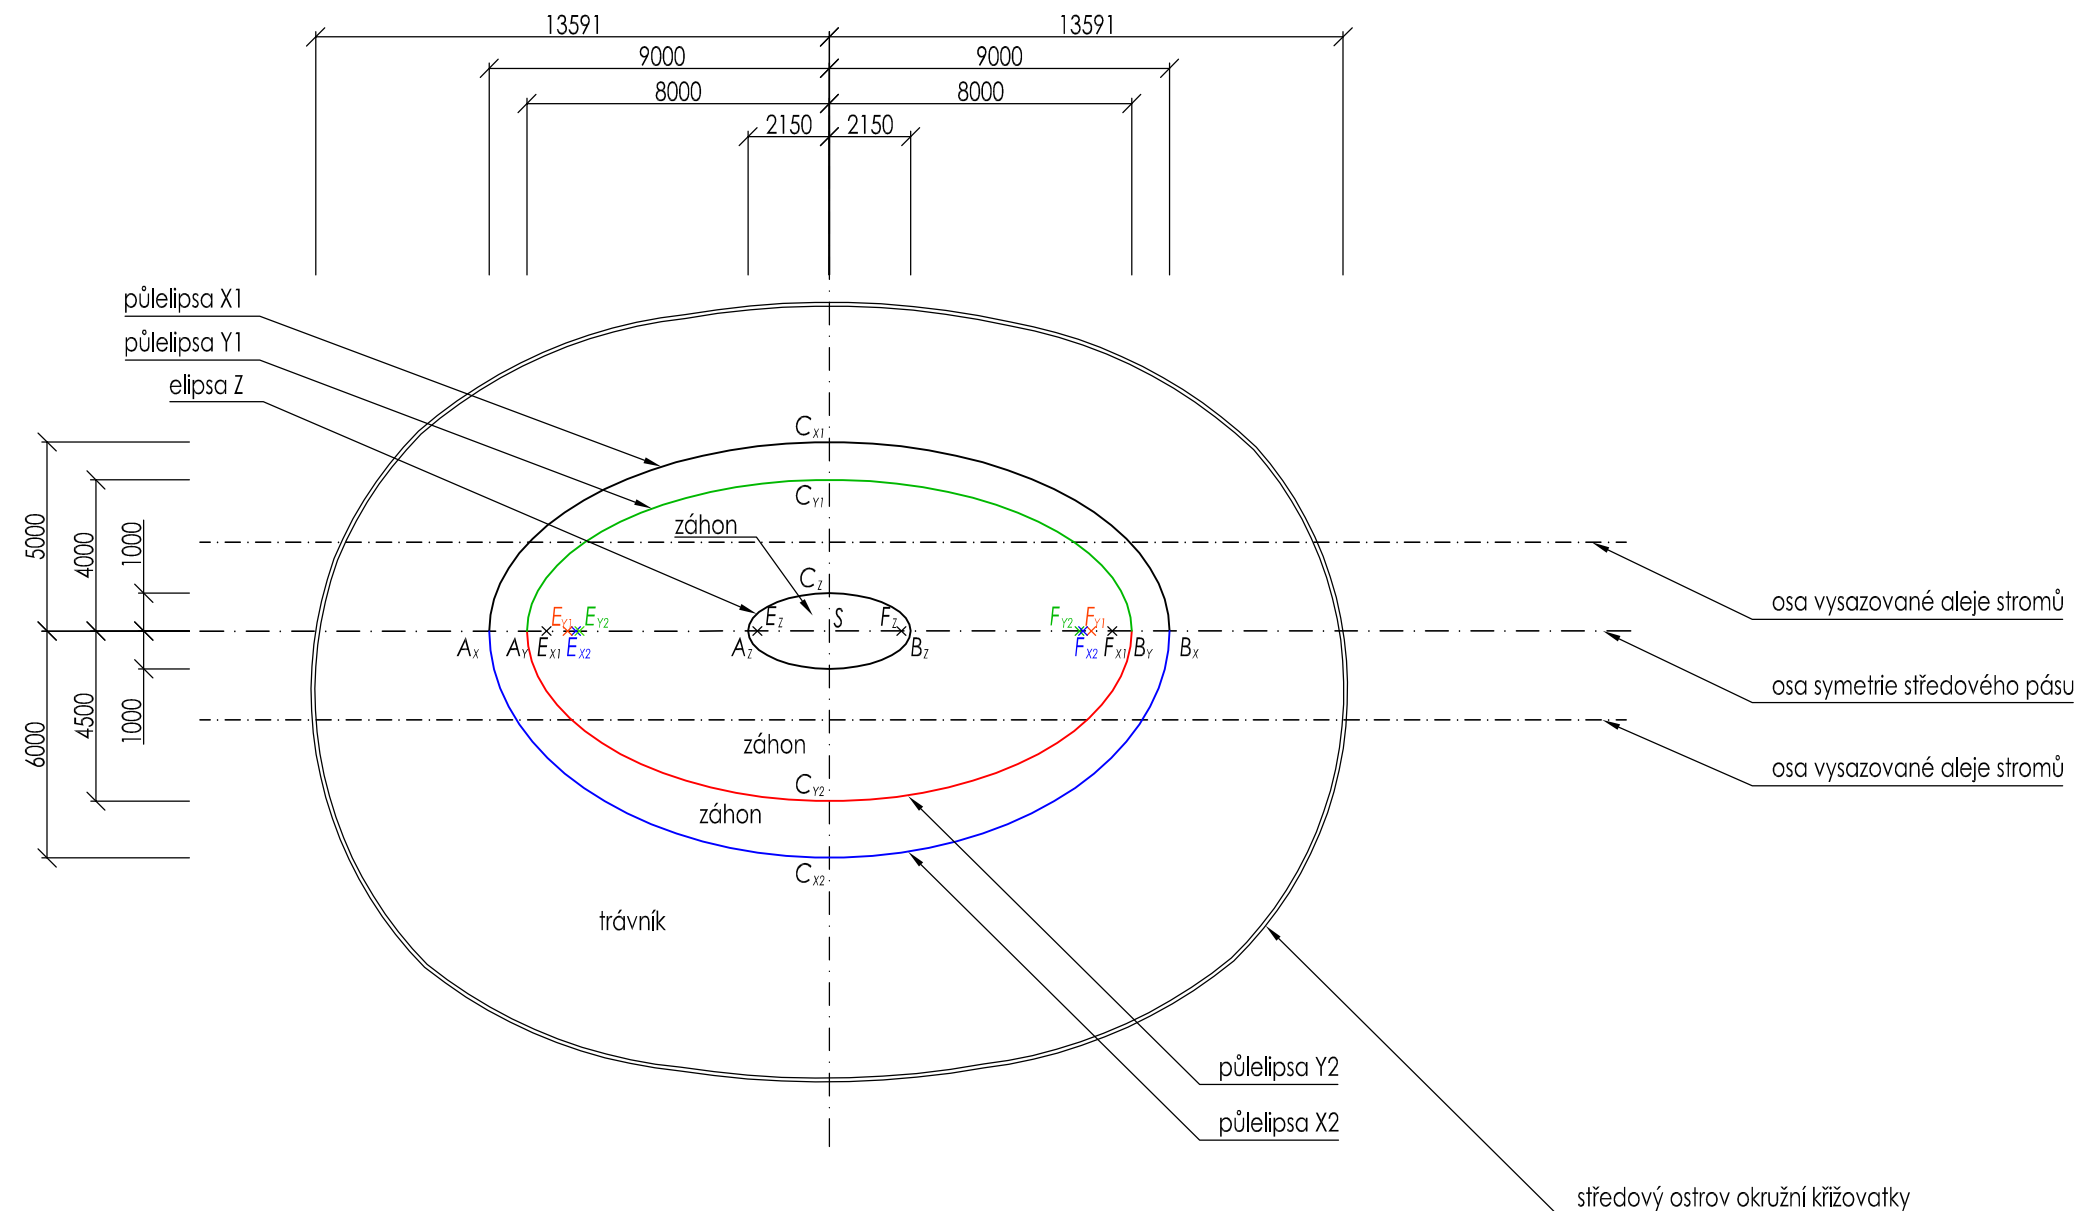 13591 13591
9000 9000
8000 8000
2150 2150
půlelipsa X1
půlelipsa Y1
elipsa Z
C X1
C Y1
záhon
5000
4000
1000
C Z
osa vysazované aleje stromů
E Y1 E Y2 E Z S F Z F Y2 F Y1
A X A Y E X1 E X2 A Z B Z F X2 F X1 B Y B X
osa symetrie středového pásu
6000
4500
1000
záhon
osa vysazované aleje stromů
C Y2
záhon
C X2
trávník
půlelipsa Y2
půlelipsa X2
středový ostrov okružní křižovatky